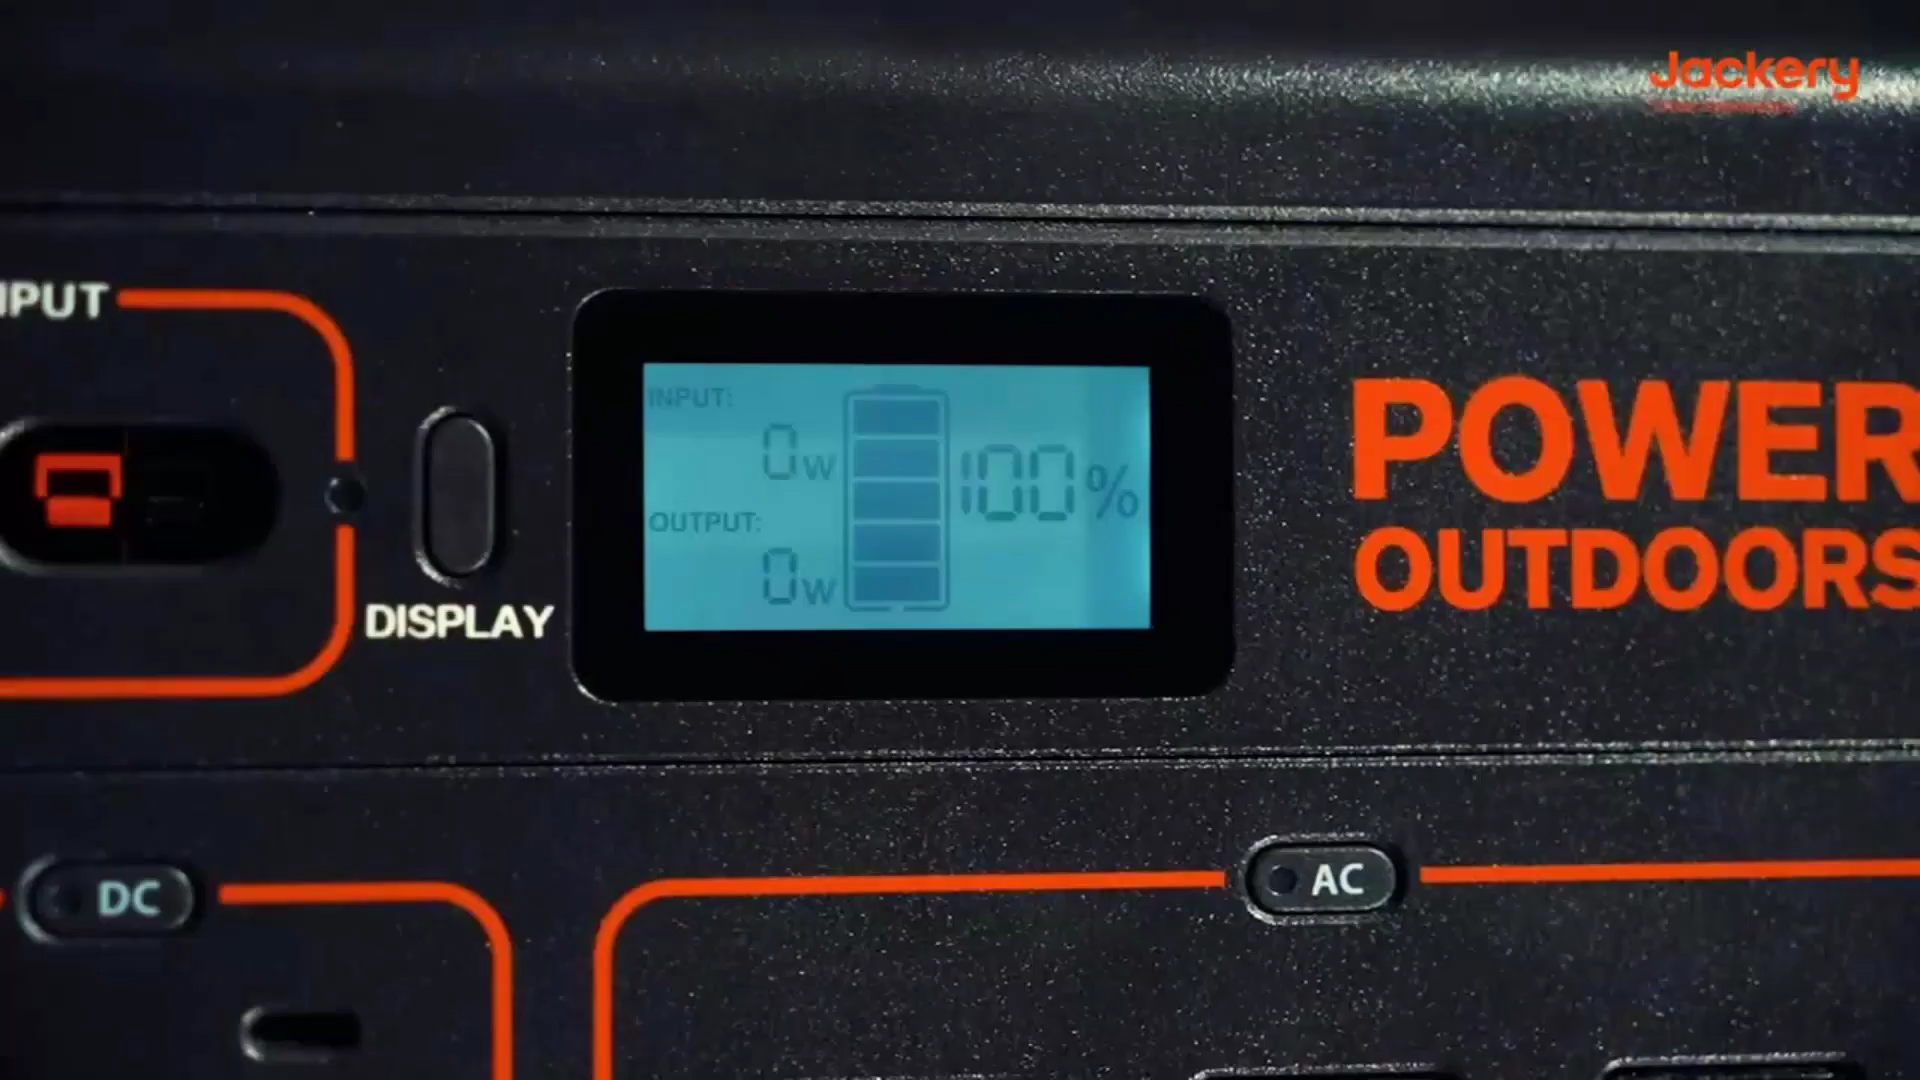 Jackery
IPUT
INPUT:
0W
100%
OUTPUT:
0W
DISPLAY
POWER
OUTDOORS
DC
AC